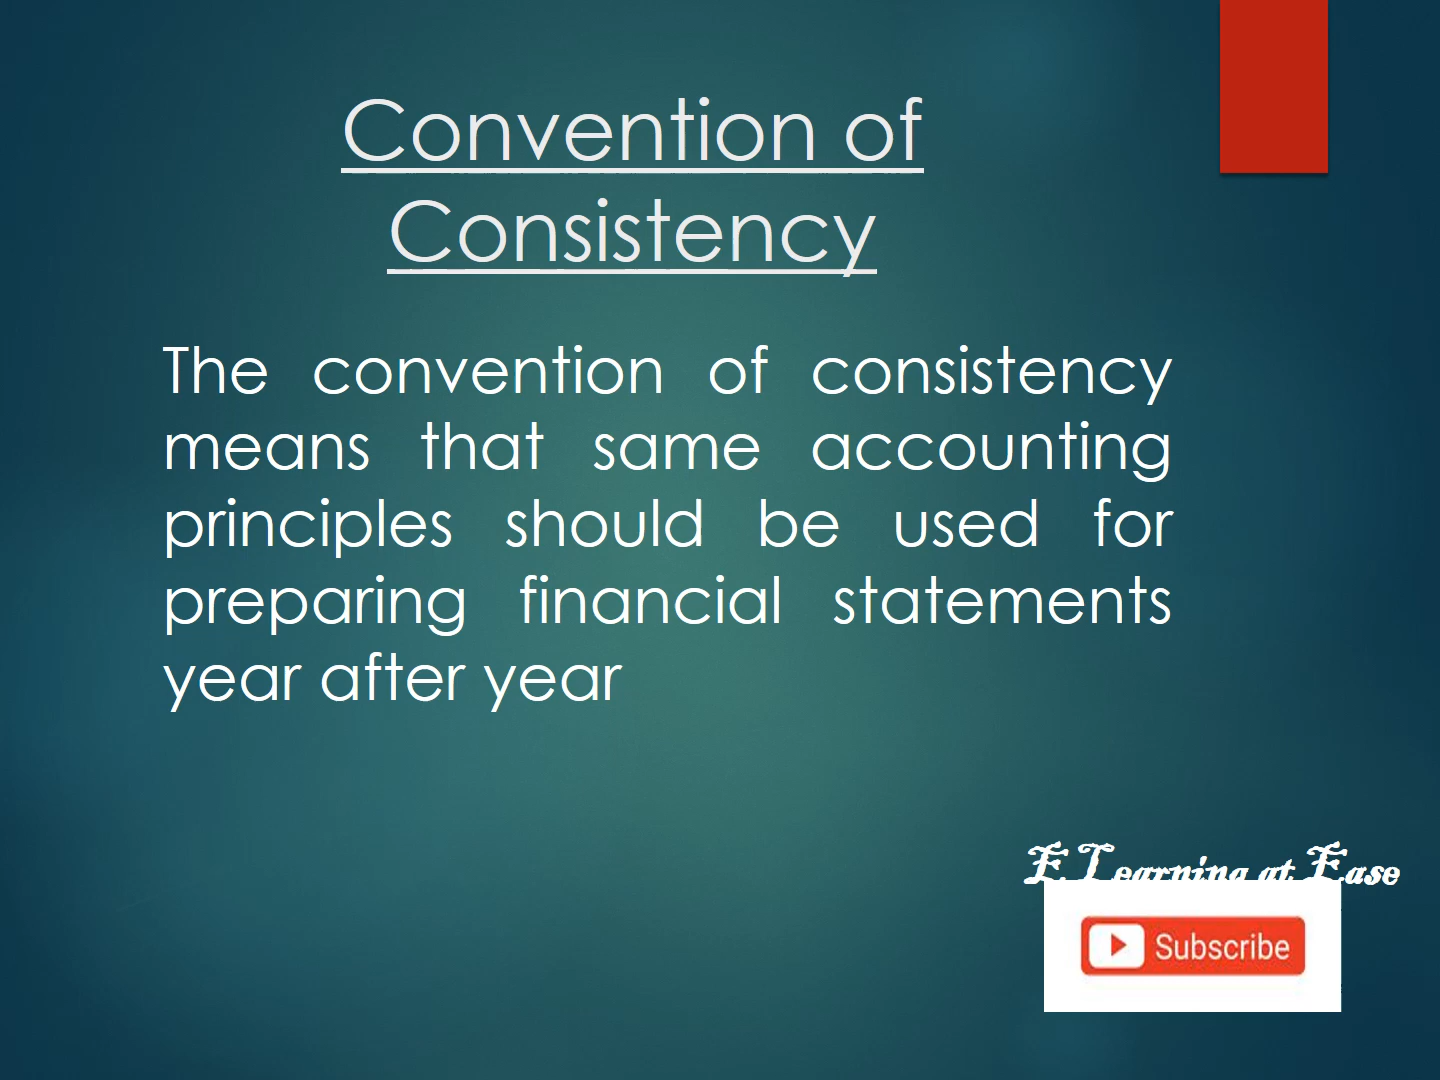 Convention of
Consistency
The convention of consistency
means that same accounting
principles should be used for
preparing financial statements
year after year
E Learning at Ease
Subscribe